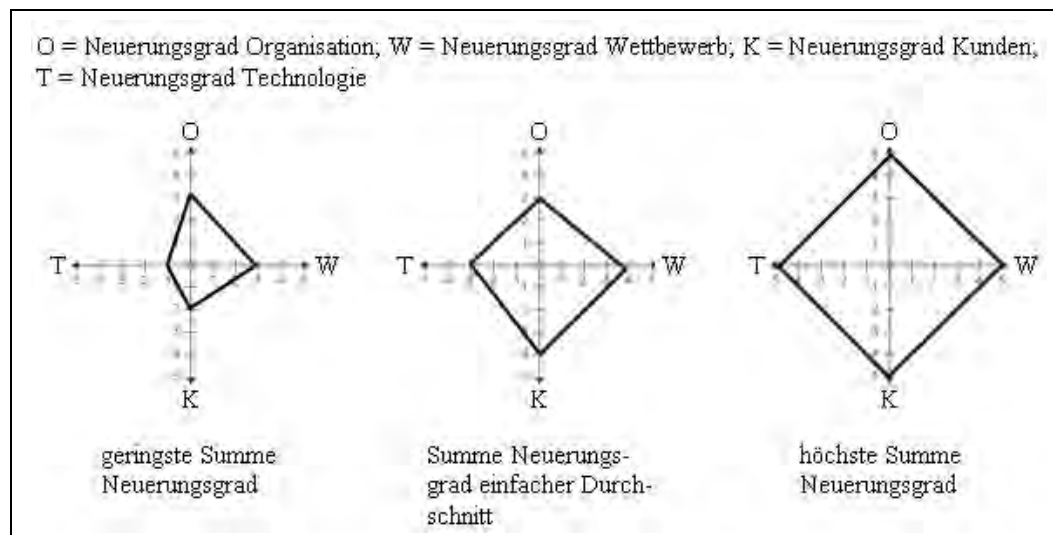 O = Neuerungsgrad Organisation; W = Neuerungsgrad Wettbewerb; K = Neuerungsgrad Kunden;
T = Neuerungsgrad Technologie
O
T
W
K
geringste Summe
Neuerungsgrad
O
T
W
K
Summe Neuerungs-
grad einfacher Durch-
schnitt
O
T
W
K
höchste Summe
Neuerungsgrad